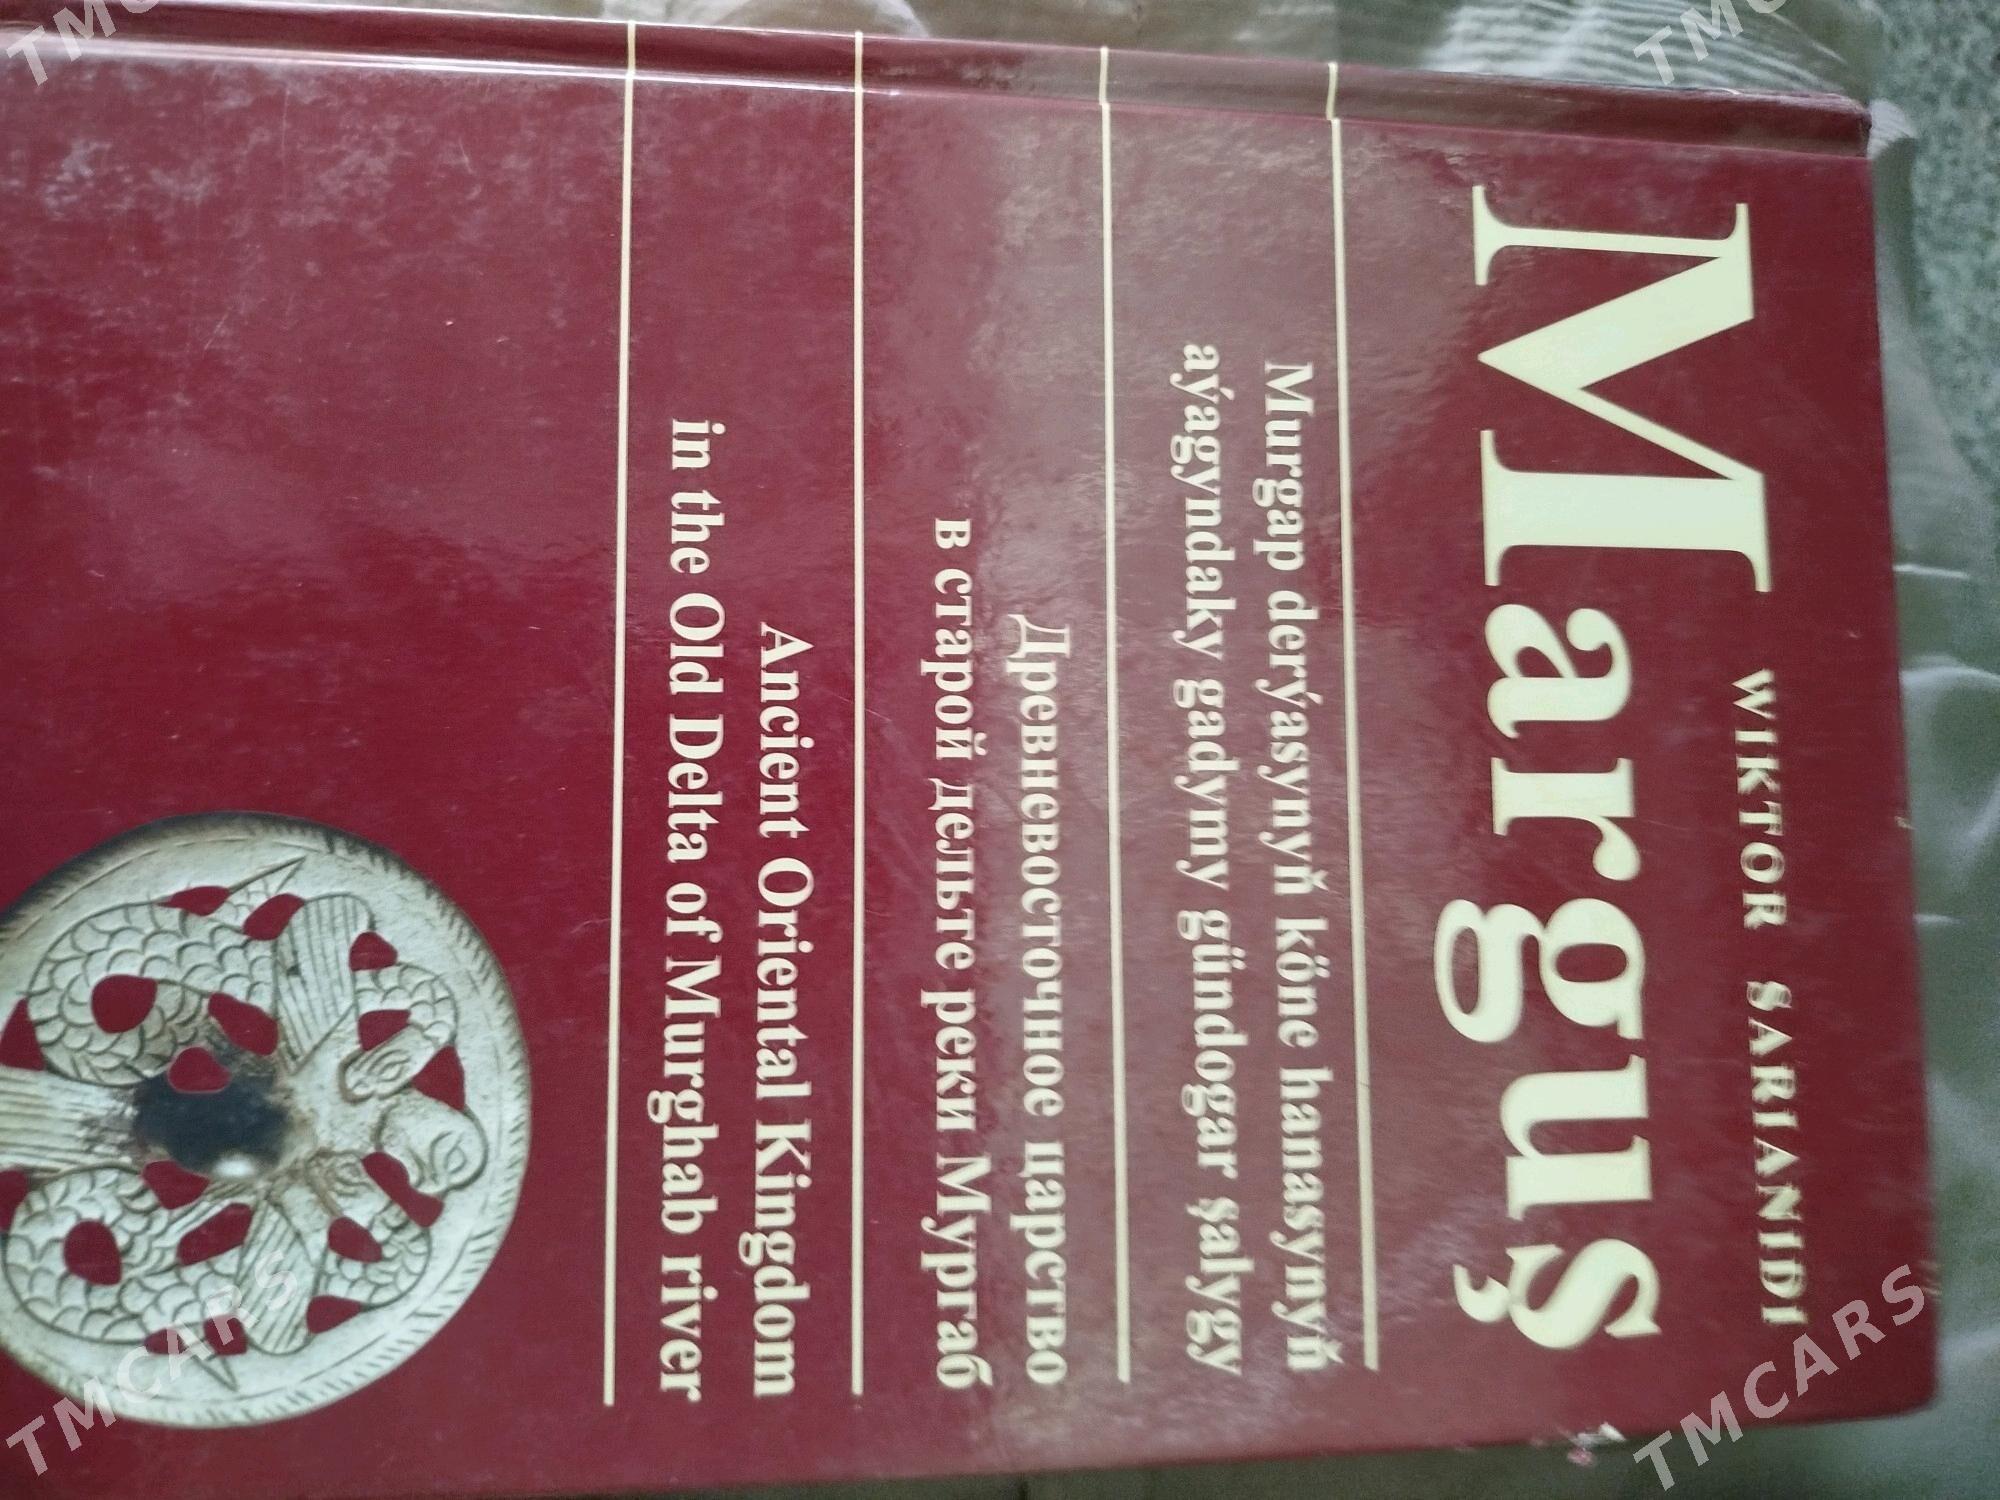 WIKTOR SARIANIDI
Marguş
Murgap derýasynyň köne hanasynyň
aýagyndaky gadymy gündogar şalygy
Древневосточное царство
в старой дельте реки Мургаб
Ancient Oriental Kingdom
in the Old Delta of Murghab river
TMCARS
TMCARS
TMCARS
TMCARS